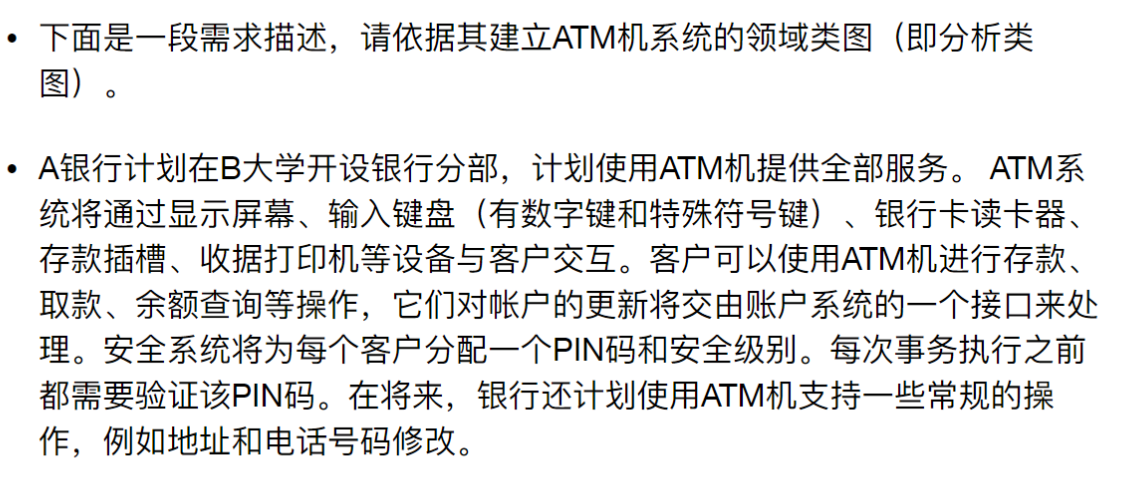 • 下面是一段需求描述，请依据其建立ATM机系统的领域类图（即分析类
图）。
• A银行计划在B大学开设银行分部，计划使用ATM机提供全部服务。 ATM系
统将通过显示屏幕、输入键盘（有数字键和特殊符号键）、银行卡读卡器、
存款插槽、收据打印机等设备与客户交互。客户可以使用ATM机进行存款、
取款、余额查询等操作，它们对帐户的更新将交由账户系统的一个接口来处
理。安全系统将为每个客户分配一个PIN码和安全级别。每次事务执行之前
都需要验证该PIN码。在将来，银行还计划使用ATM机支持一些常规的操
作，例如地址和电话号码修改。